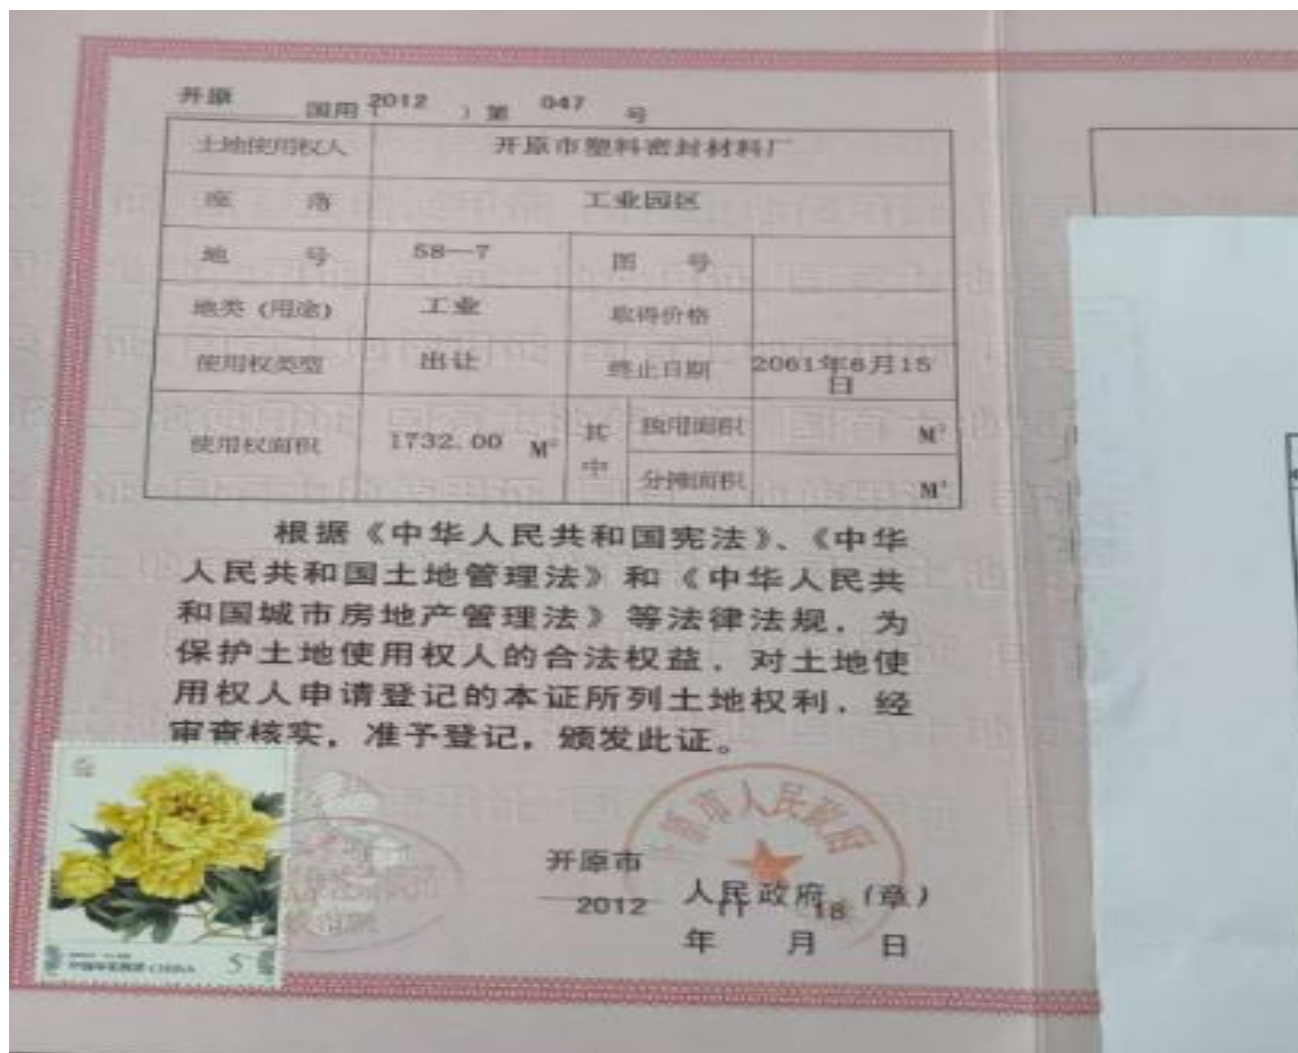 开原 国用（2012）第 047 号
土地使用权人 开原市塑料密封材料厂
座落 工业园区
地号 58—7 图号
地类（用途） 工业 取得价格
使用权类型 出让 终止日期 2061年6月15日
使用权面积 1732.00 M² 其中 独用面积 M²
分摊面积 M²
根据《中华人民共和国宪法》、《中华
人民共和国土地管理法》和《中华人民共
和国城市房地产管理法》等法律法规，为
保护土地使用权人的合法权益，对土地使
用权人申请登记的本证所列土地权利，经
审查核实，准予登记，颁发此证。
市人民政府
开原市
人民政府（章）
2012 11 18
年 月 日
5